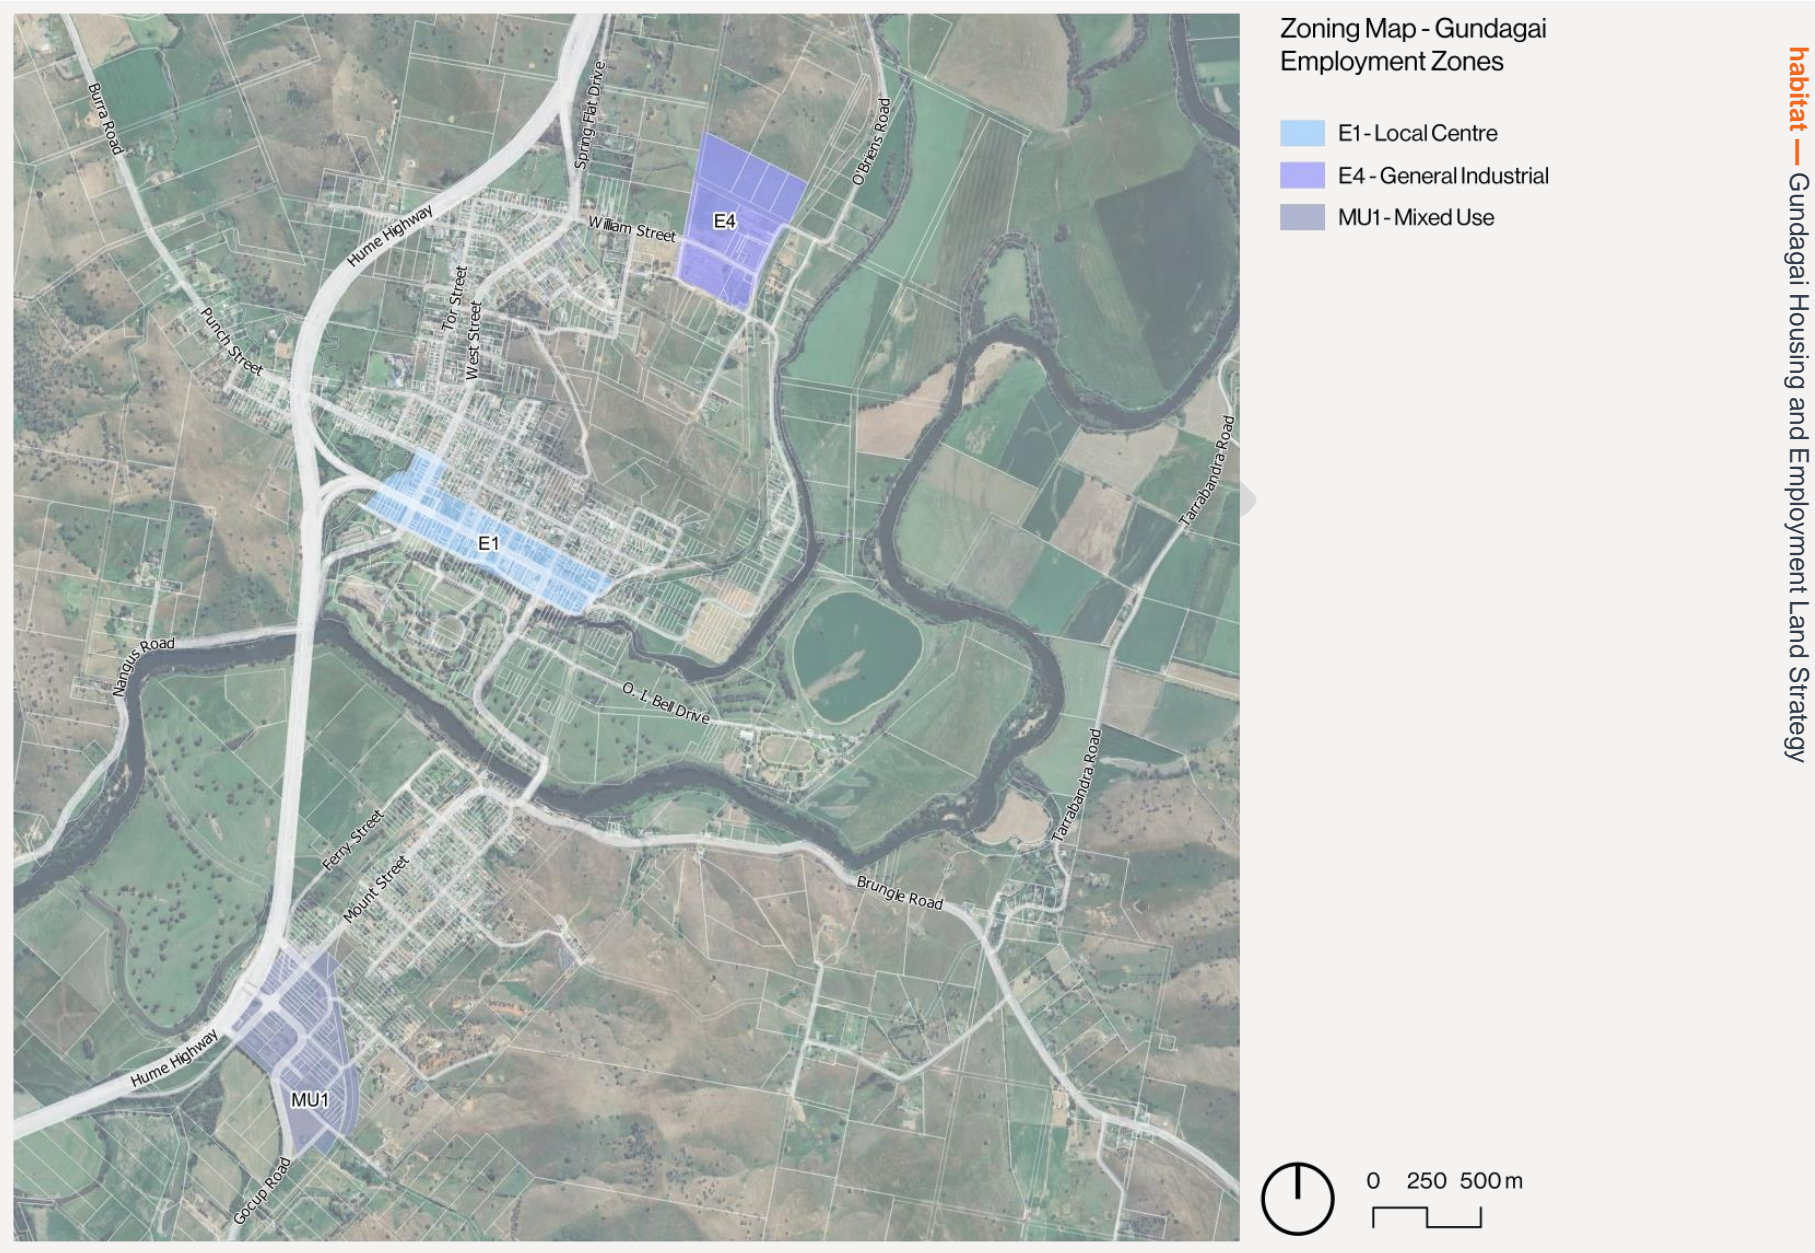 Zoning Map - Gundagai
Employment Zones
E1 - Local Centre
E4 - General Industrial
MU1 - Mixed Use
habitat — Gundagai Housing and Employment Land Strategy
Burra Road
Spring Flat Drive
O'Briens Road
Hume Highway
William Street
E4
Tor Street
West Street
Punch Street
Tarrabandra Road
E1
Nangus Road
O. I. Bell Drive
Tarrabandra Road
Ferry Street
Mount Street
Brungle Road
Hume Highway
MU1
Gocup Road
0 250 500 m